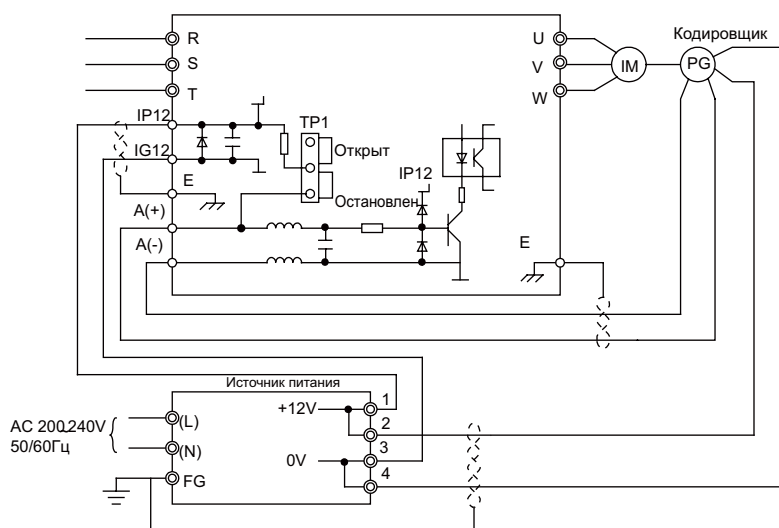 Кодировщик
R
U
S
V
IM
PG
T
W
IP12
TP1
Открыт
IG12
IP12
E
Остановлен
A(+)
A(-)
E
Источник питания
1
+12V
AC 200~240V
50/60Гц
(L)
2
(N)
3
0V
FG
4